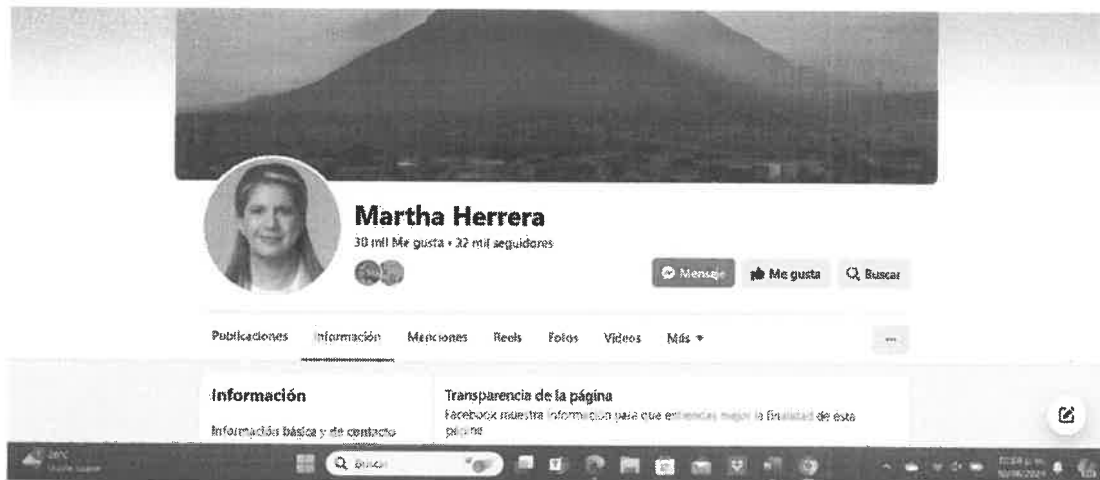 Martha Herrera
30 mil Me gusta • 32 mil seguidores
Mensaje
Me gusta
Buscar
Publicaciones Información Menciones Reels Fotos Videos Más
Información
Información básica y de contacto
Transparencia de la página
Facebook muestra información para que entiendas mejor la finalidad de esta
página
26°C
Buscar